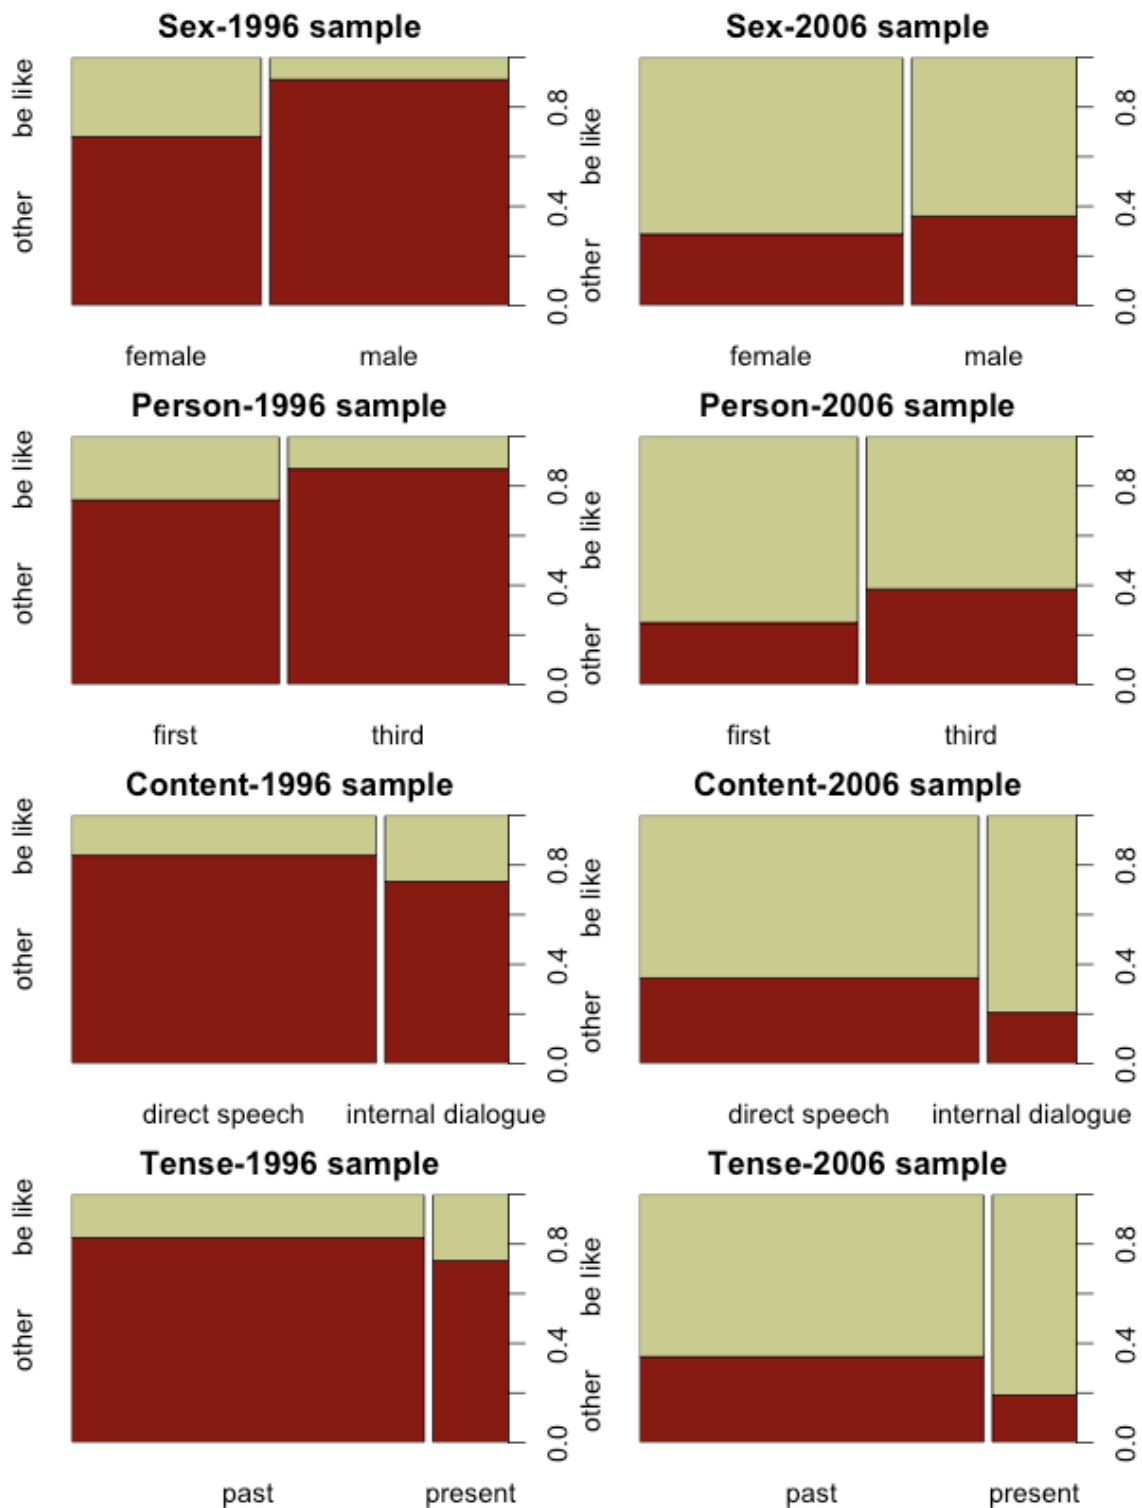 Sex-1996 sample
be like
other
0.8
0.4
0.0
female male
Sex-2006 sample
be like
other
0.8
0.4
0.0
female male
Person-1996 sample
be like
other
0.8
0.4
0.0
first third
Person-2006 sample
be like
other
0.8
0.4
0.0
first third
Content-1996 sample
be like
other
0.8
0.4
0.0
direct speech internal dialogue
Content-2006 sample
be like
other
0.8
0.4
0.0
direct speech internal dialogue
Tense-1996 sample
be like
other
0.8
0.4
0.0
past present
Tense-2006 sample
be like
other
0.8
0.4
0.0
past present